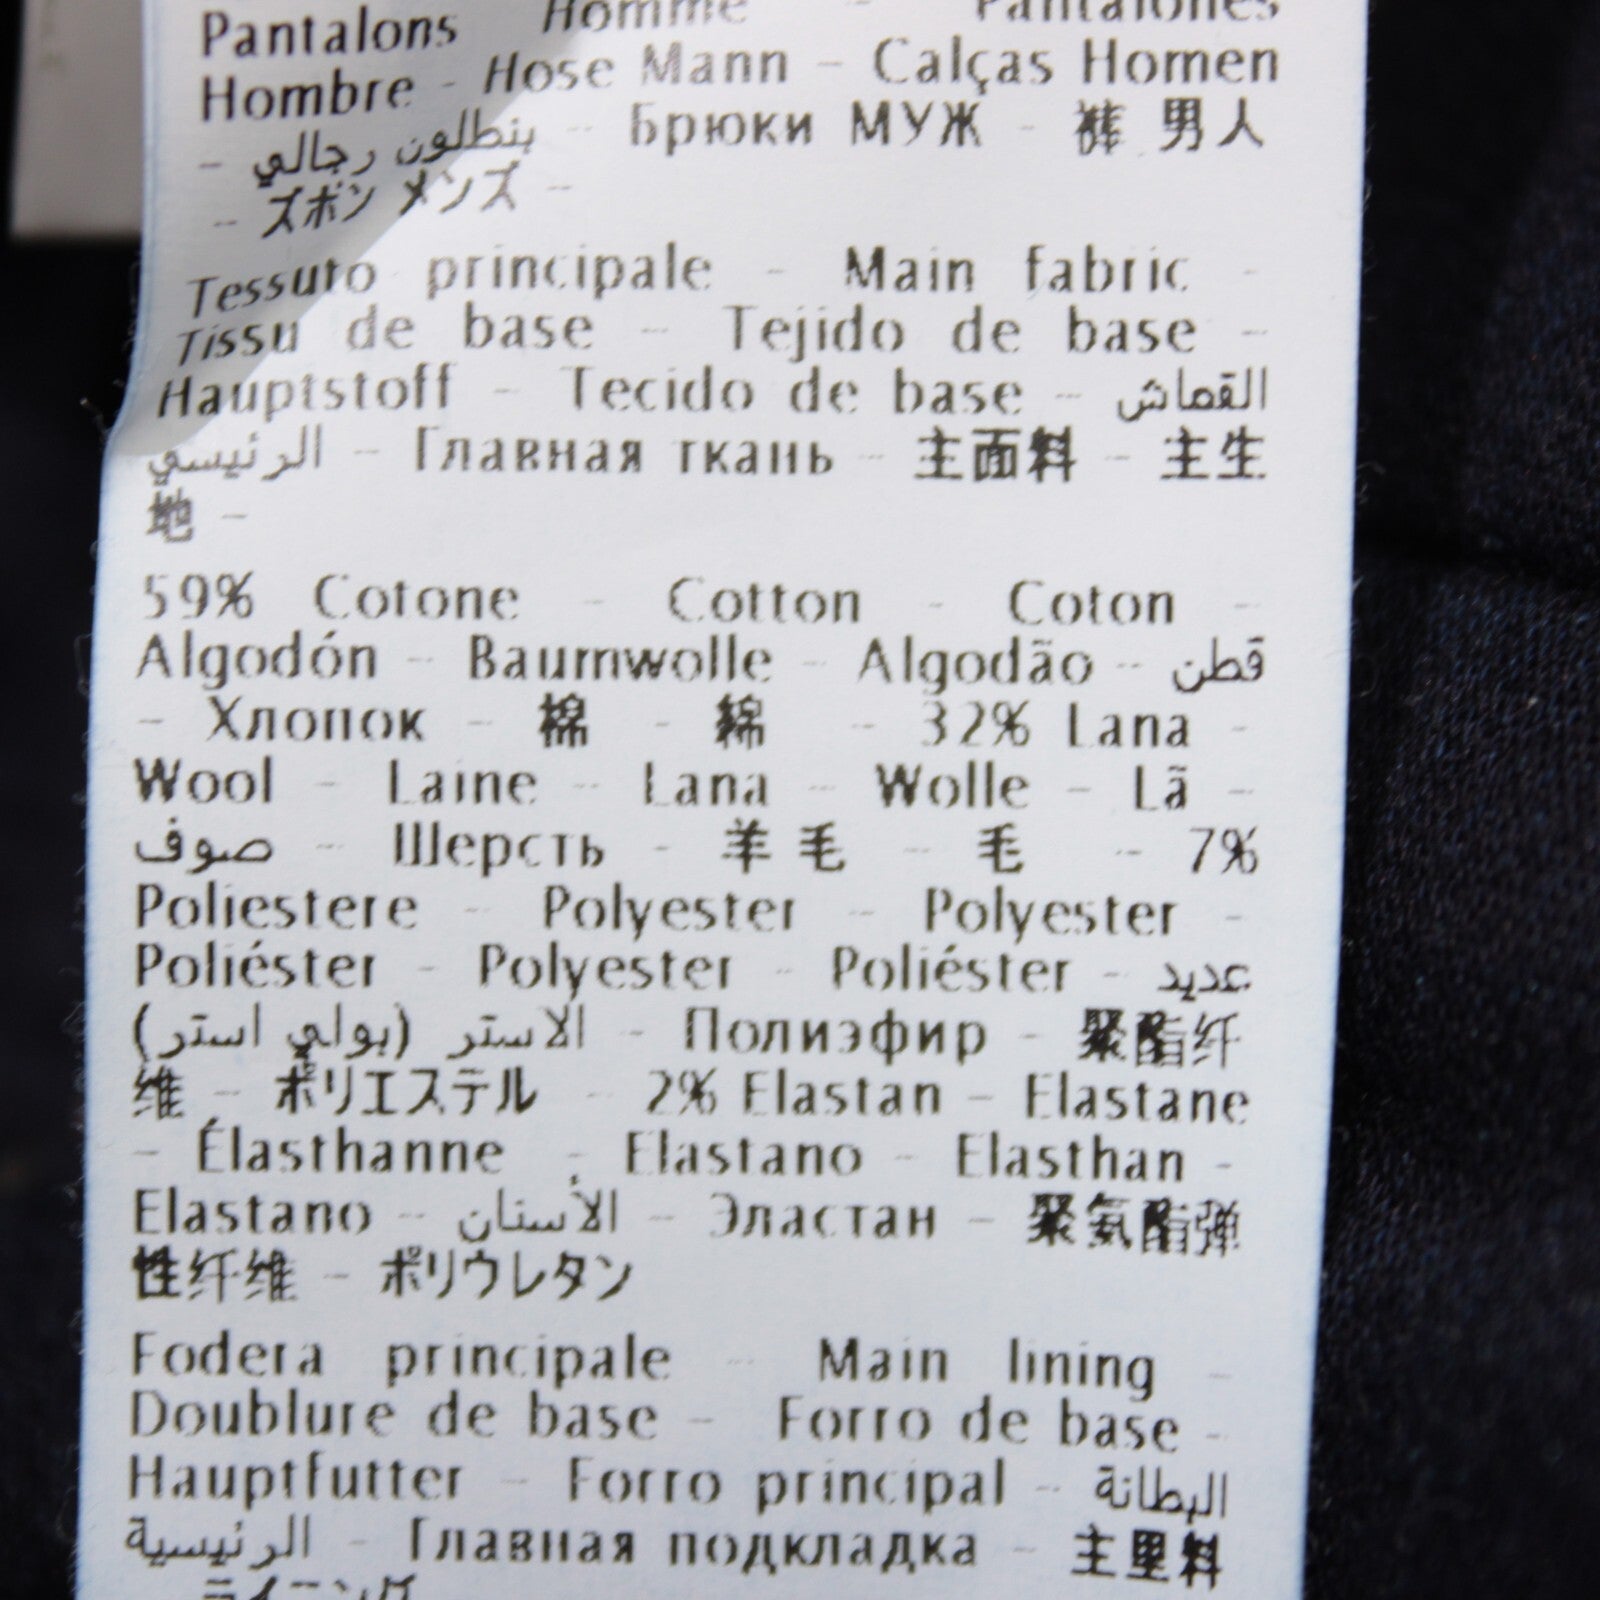 Pantalons Homme - Pantalones
Hombre - Hose Mann - Calças Homen
- بنطلون رجالي - Брюки МУЖ - 裤 男人
- ズボン メンズ -
Tessuto principale - Main fabric -
Tissu de base - Tejido de base -
Hauptstoff - Tecido de base - القماش
الرئيسي - Главная ткань - 主面料 - 主生
地 -
59% Cotone - Cotton - Coton -
Algodón - Baumwolle - Algodão - قطن
- Хлопок - 棉 - 綿 - 32% Lana -
Wool - Laine - Lana - Wolle - Lã -
صوف - Шерсть - 羊毛 - 毛 - 7%
Poliestere - Polyester - Polyester -
Poliéster - Polyester - Poliéster - عديد
الاستر (بولي استر) - Полиэфир - 聚酯纤
维 - ポリエステル - 2% Elastan - Elastane
- Élasthanne - Elastano - Elasthan -
Elastano - الاسنان - Эластан - 聚氨酯弹
性纤维 - ポリウレタン
Fodera principale - Main lining -
Doublure de base - Forro de base -
Hauptfutter - Forro principal - البطانة
الرئيسية - Главная подкладка - 主里料
- ライニング